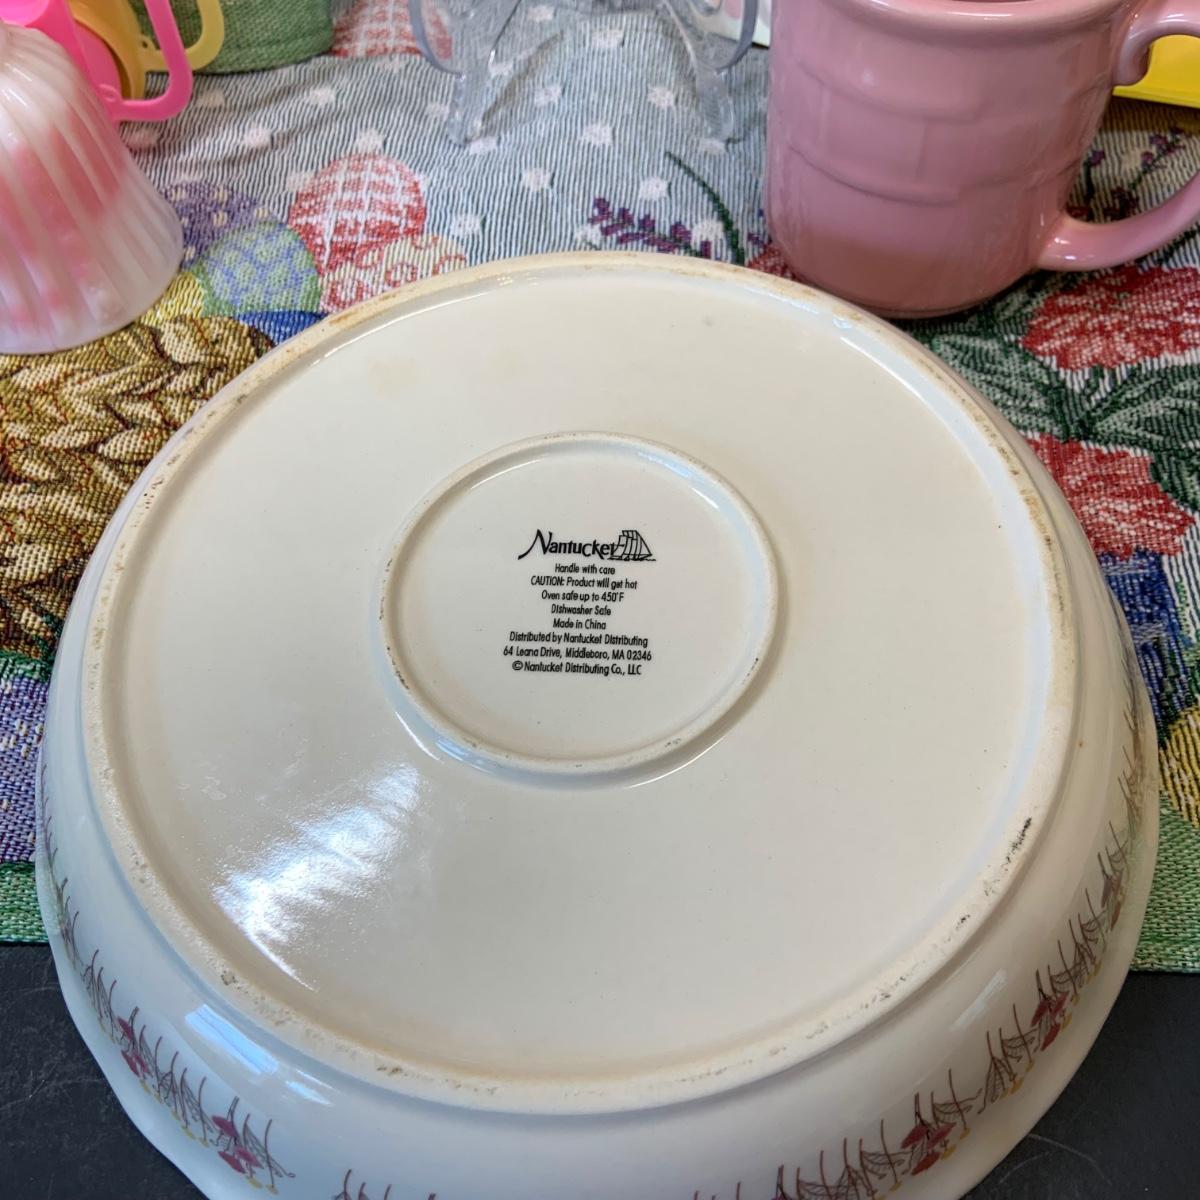 Nantucket
Handle with care
CAUTION: Product will get hot
Oven safe up to 450°F
Dishwasher Safe
Made in China
Distributed by Nantucket Distributing
64 Leona Drive, Middleboro, MA 02346
© Nantucket Distributing Co., LLC